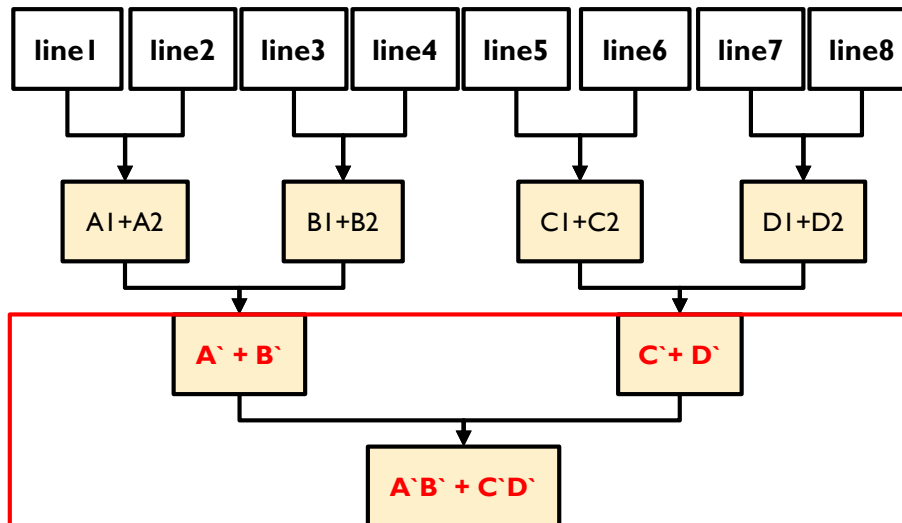 line1 line2 line3 line4 line5 line6 line7 line8
A1+A2 B1+B2 C1+C2 D1+D2
A` + B` C`+ D`
A`B` + C`D`